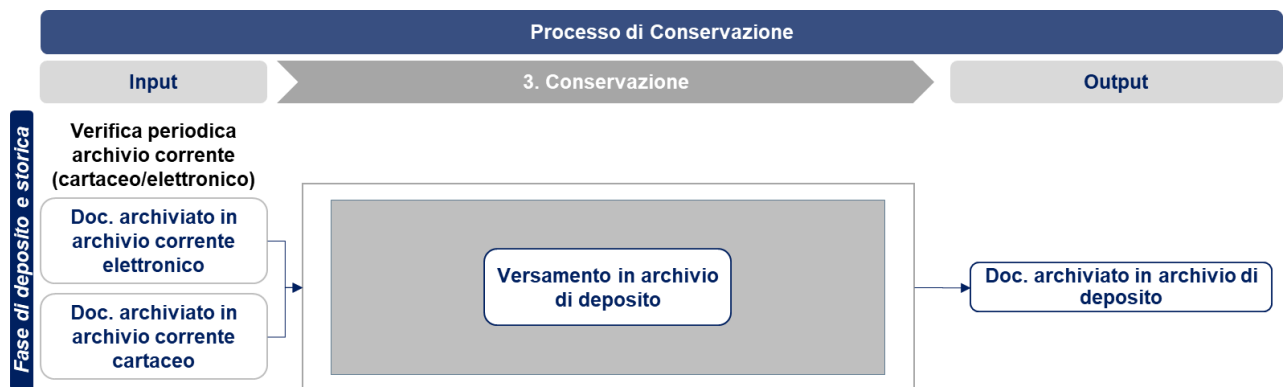 Processo di Conservazione
Input
3. Conservazione
Output
Fase di deposito e storica
Verifica periodica
archivio corrente
(cartaceo/elettronico)
Doc. archiviato in
archivio corrente
elettronico
Doc. archiviato in
archivio corrente
cartaceo
Versamento in archivio
di deposito
Doc. archiviato in archivio di
deposito